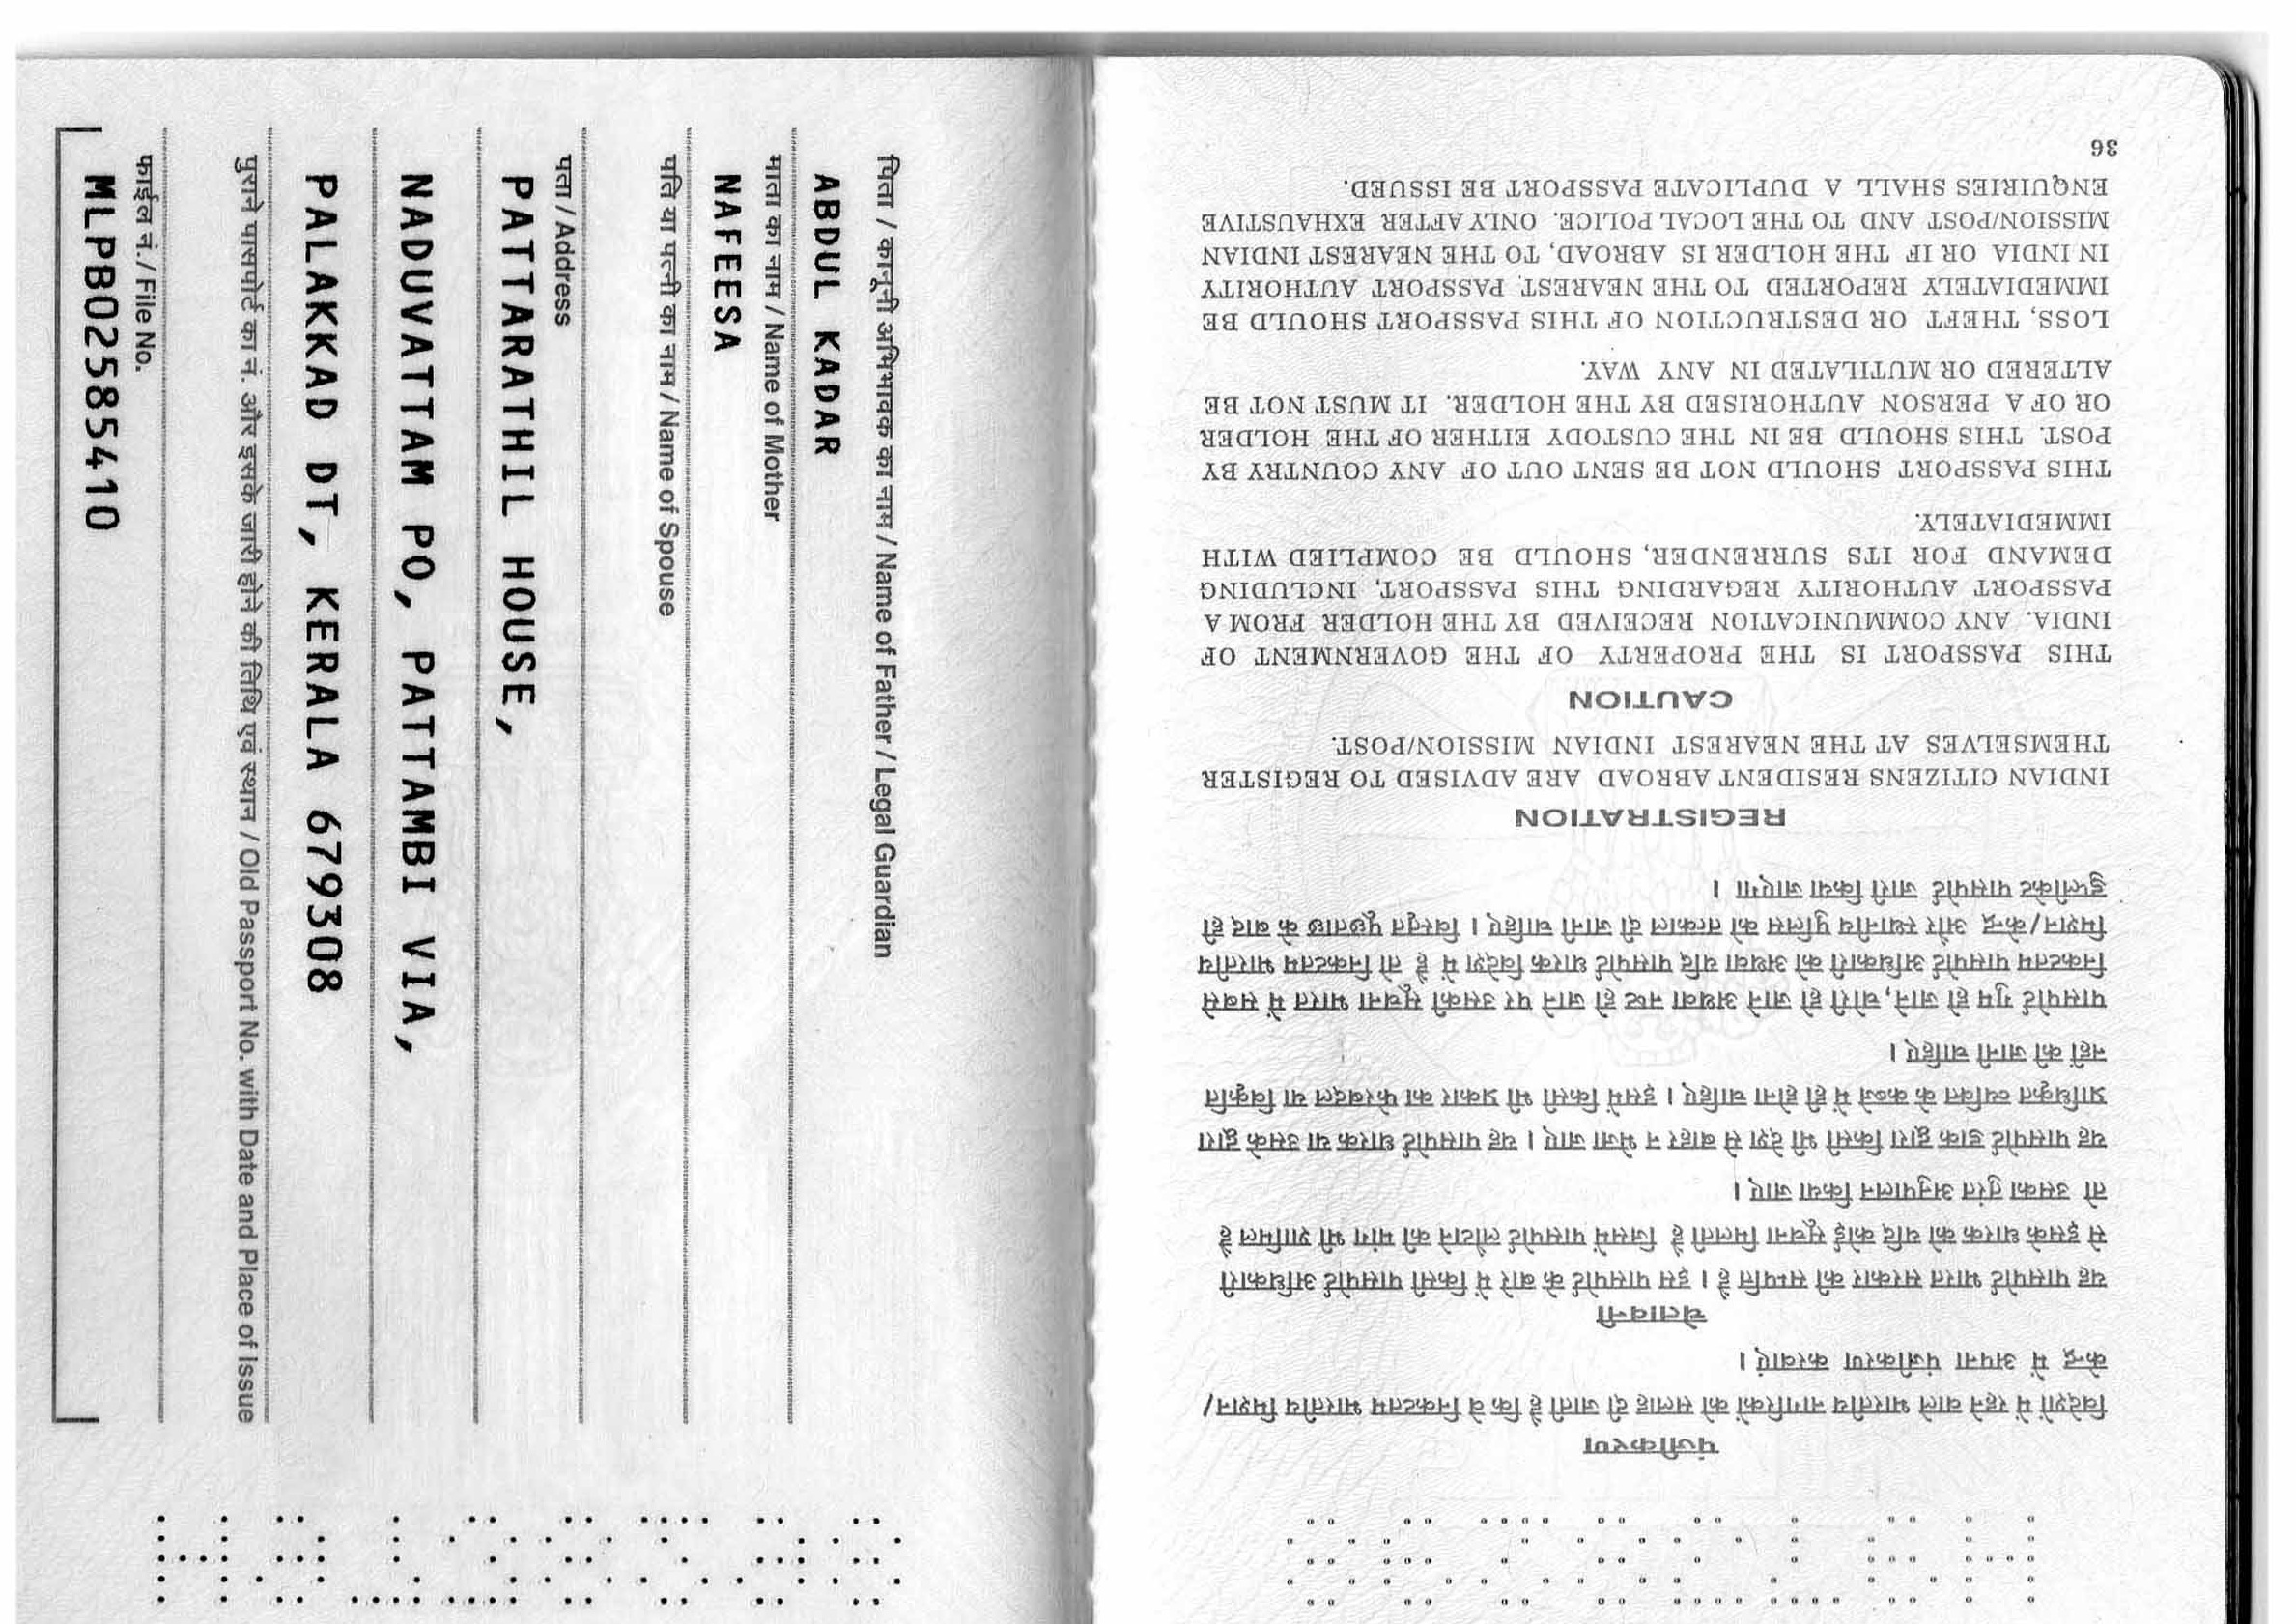 पिता / कानूनी अभिभावक का नाम / Name of Father / Legal Guardian
ABDUL KADAR
माता का नाम / Name of Mother
NAFEESA
पति या पत्नी का नाम / Name of Spouse
पता / Address
PATTARATHIL HOUSE,
NADUVATTAM PO, PATTAMBI VIA,
PALAKKAD DT, KERALA 679308
पुराने पासपोर्ट का नं. और इसके जारी होने की तिथि एवं स्थान / Old Passport No. with Date and Place of Issue
फाईल नं. / File No.
MLPB02585410
पंजीकरण
विदेशों में रहने वाले भारतीय नागरिकों को सलाह दी जाती है कि वे निकटतम भारतीय मिशन/
केन्द्र में अपना पंजीकरण करवाएं।
चेतावनी
यह पासपोर्ट भारत सरकार की सम्पत्ति है। इस पासपोर्ट के बारे में किसी पासपोर्ट अधिकारी
से इसके धारक को यदि कोई सूचना मिलती है जिसमें पासपोर्ट लौटाने की मांग भी शामिल है
तो उसका तुरंत अनुपालन किया जाए।
यह पासपोर्ट डाक द्वारा किसी भी देश से बाहर न भेजा जाए। यह पासपोर्ट धारक या उसके द्वारा
प्राधिकृत व्यक्ति के कब्जे में ही होना चाहिए। इसमें किसी भी प्रकार का फेरबदल या विकृति
नहीं की जानी चाहिए।
पासपोर्ट गुम हो जाने, चोरी हो जाने अथवा नष्ट हो जाने पर उसकी सूचना भारत में सबसे
निकटतम पासपोर्ट अधिकारी को अथवा यदि पासपोर्ट धारक विदेश में है तो निकटतम भारतीय
मिशन/केन्द्र और स्थानीय पुलिस को तत्काल दी जानी चाहिए। विस्तृत पूछताछ के बाद ही
डुप्लीकेट पासपोर्ट जारी किया जाएगा।
REGISTRATION
INDIAN CITIZENS RESIDENT ABROAD ARE ADVISED TO REGISTER
THEMSELVES AT THE NEAREST INDIAN MISSION/POST.
CAUTION
THIS PASSPORT IS THE PROPERTY OF THE GOVERNMENT OF
INDIA. ANY COMMUNICATION RECEIVED BY THE HOLDER FROM A
PASSPORT AUTHORITY REGARDING THIS PASSPORT, INCLUDING
DEMAND FOR ITS SURRENDER, SHOULD BE COMPLIED WITH
IMMEDIATELY.
THIS PASSPORT SHOULD NOT BE SENT OUT OF ANY COUNTRY BY
POST. THIS SHOULD BE IN THE CUSTODY EITHER OF THE HOLDER
OR OF A PERSON AUTHORISED BY THE HOLDER. IT MUST NOT BE
ALTERED OR MUTILATED IN ANY WAY.
LOSS, THEFT OR DESTRUCTION OF THIS PASSPORT SHOULD BE
IMMEDIATELY REPORTED TO THE NEAREST PASSPORT AUTHORITY
IN INDIA OR IF THE HOLDER IS ABROAD, TO THE NEAREST INDIAN
MISSION/POST AND TO THE LOCAL POLICE. ONLY AFTER EXHAUSTIVE
ENQUIRIES SHALL A DUPLICATE PASSPORT BE ISSUED.
36